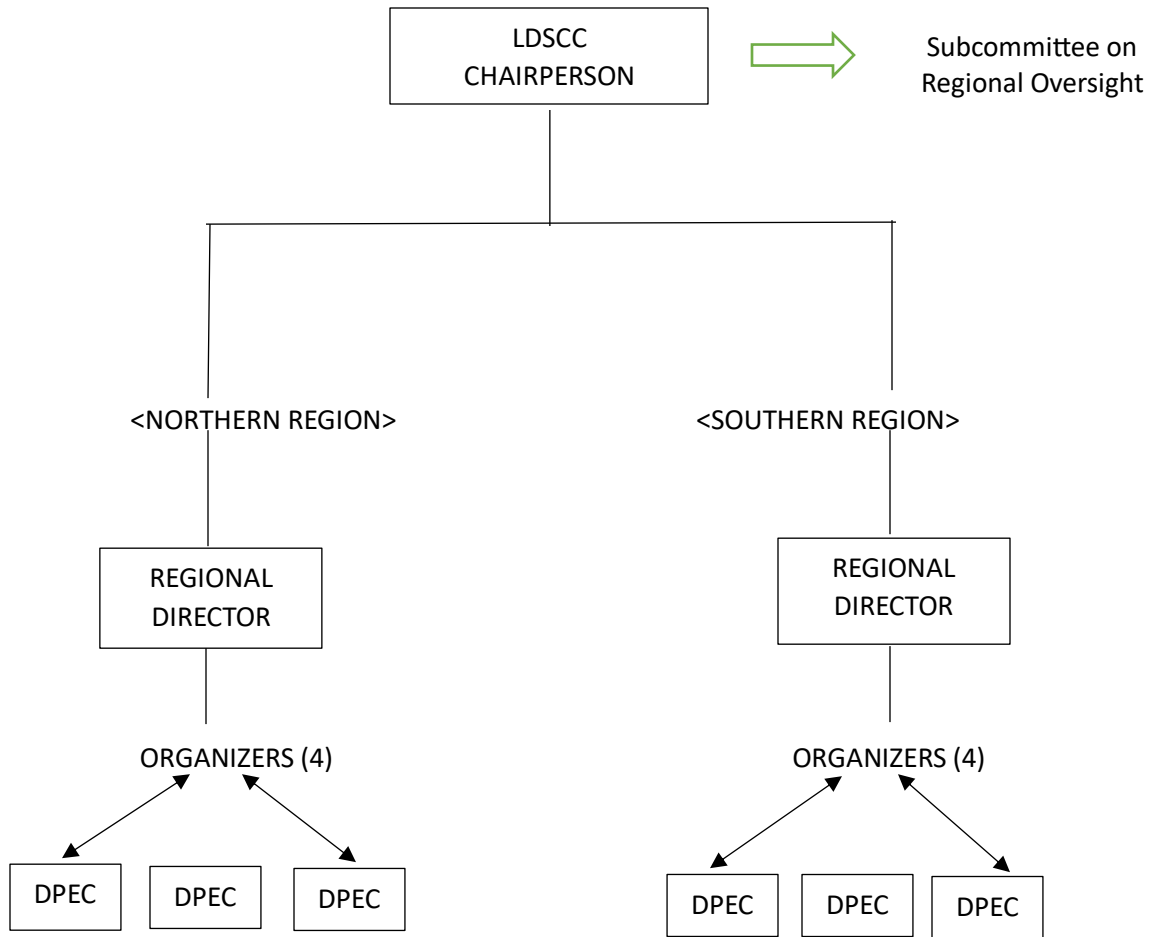 LDSCC
CHAIRPERSON
Subcommittee on
Regional Oversight
<NORTHERN REGION>
<SOUTHERN REGION>
REGIONAL
DIRECTOR
REGIONAL
DIRECTOR
ORGANIZERS (4)
ORGANIZERS (4)
DPEC
DPEC
DPEC
DPEC
DPEC
DPEC